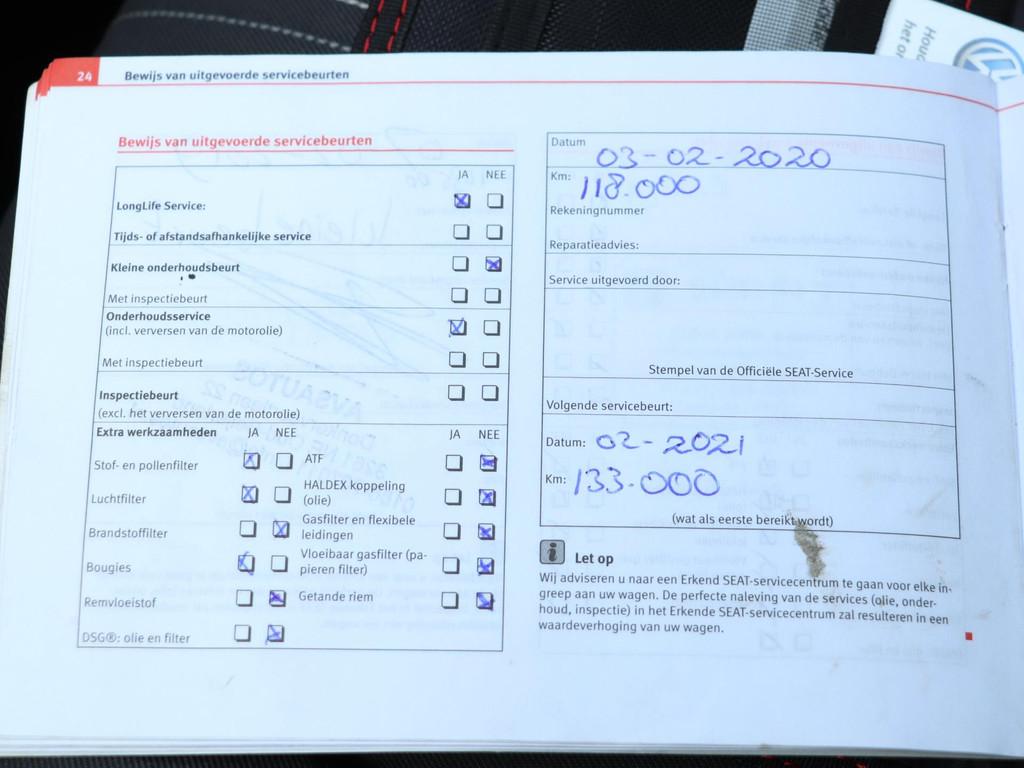 24 Bewijs van uitgevoerde servicebeurten
Houd
het or
Bewijs van uitgevoerde servicebeurten
JA NEE
LongLife Service:
Tijds- of afstandsafhankelijke service
Kleine onderhoudsbeurt
Met inspectiebeurt
Onderhoudsservice
(incl. verversen van de motorolie)
Met inspectiebeurt
Inspectiebeurt
(excl. het verversen van de motorolie)
Extra werkzaamheden JA NEE JA NEE
Stof- en pollenfilter ATF
Luchtfilter HALDEX koppeling
(olie)
Brandstoffilter Gasfilter en flexibele
leidingen
Bougies Vloeibaar gasfilter (pa-
pieren filter)
Remvloeistof Getande riem
DSG®: olie en filter
Datum 03-02-2020
Km: 118.000
Rekeningnummer
Reparatieadvies:
Service uitgevoerd door:
Stempel van de Officiële SEAT-Service
Volgende servicebeurt:
Datum: 02-2021
Km: 133.000
(wat als eerste bereikt wordt)
Let op
Wij adviseren u naar een Erkend SEAT-servicecentrum te gaan voor elke in-
greep aan uw wagen. De perfecte naleving van de services (olie, onder-
houd, inspectie) in het Erkende SEAT-servicecentrum zal resulteren in een
waardeverhoging van uw wagen.